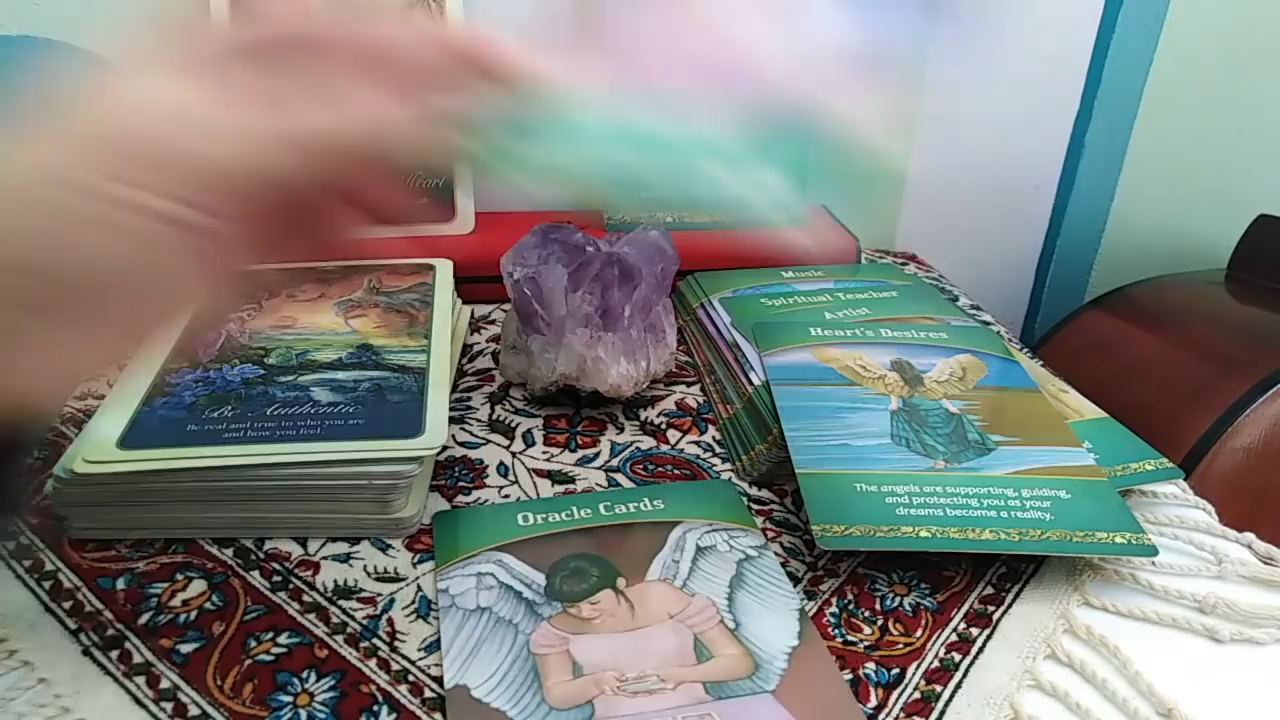 Heart
Music
Spiritual Teacher
Artist
Heart's Desires
The angels are supporting, guiding,
and protecting you as your
dreams become a reality.
Be Authentic
Be real and true to who you are
and how you feel.
Oracle Cards